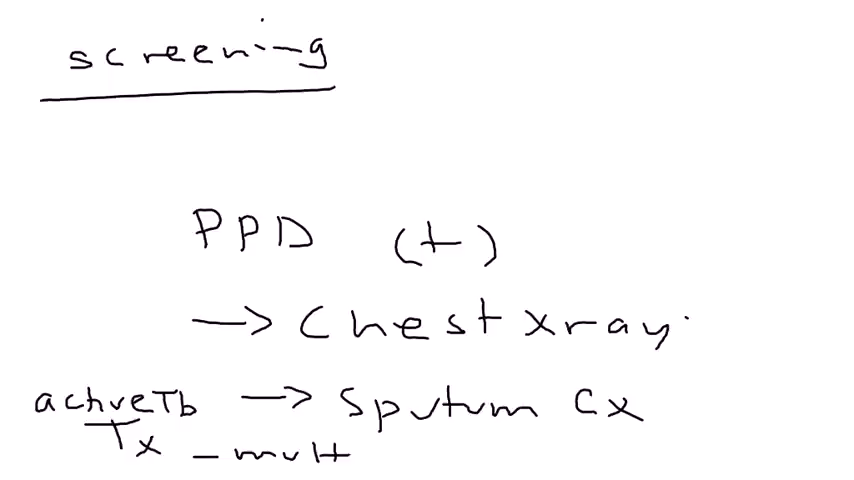 screening
PPD (+)
→ Chest xray
active Tb → Sputum Cx
Tx - mult